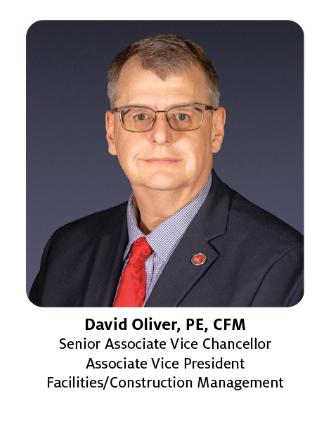 David Oliver, PE, CFM
Senior Associate Vice Chancellor
Associate Vice President
Facilities/Construction Management